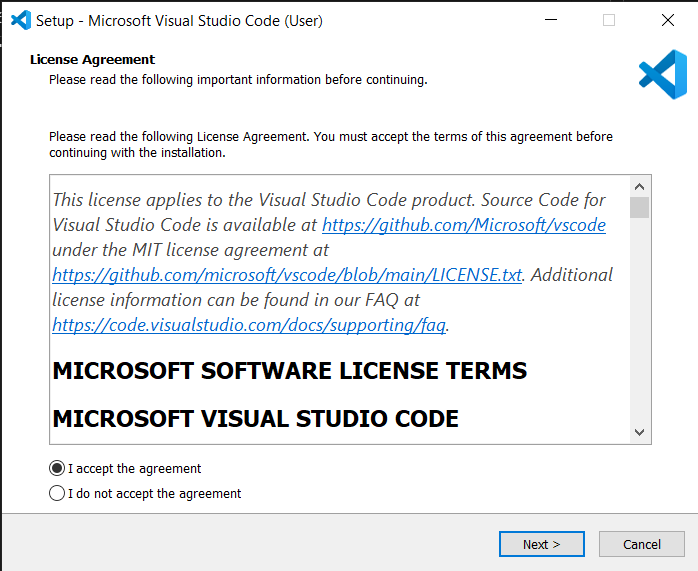 Setup - Microsoft Visual Studio Code (User)
License Agreement
Please read the following important information before continuing.
Please read the following License Agreement. You must accept the terms of this agreement before
continuing with the installation.
This license applies to the Visual Studio Code product. Source Code for
Visual Studio Code is available at https://github.com/Microsoft/vscode
under the MIT license agreement at
https://github.com/microsoft/vscode/blob/main/LICENSE.txt. Additional
license information can be found in our FAQ at
https://code.visualstudio.com/docs/supporting/faq.
MICROSOFT SOFTWARE LICENSE TERMS
MICROSOFT VISUAL STUDIO CODE
I accept the agreement
I do not accept the agreement
Next >
Cancel